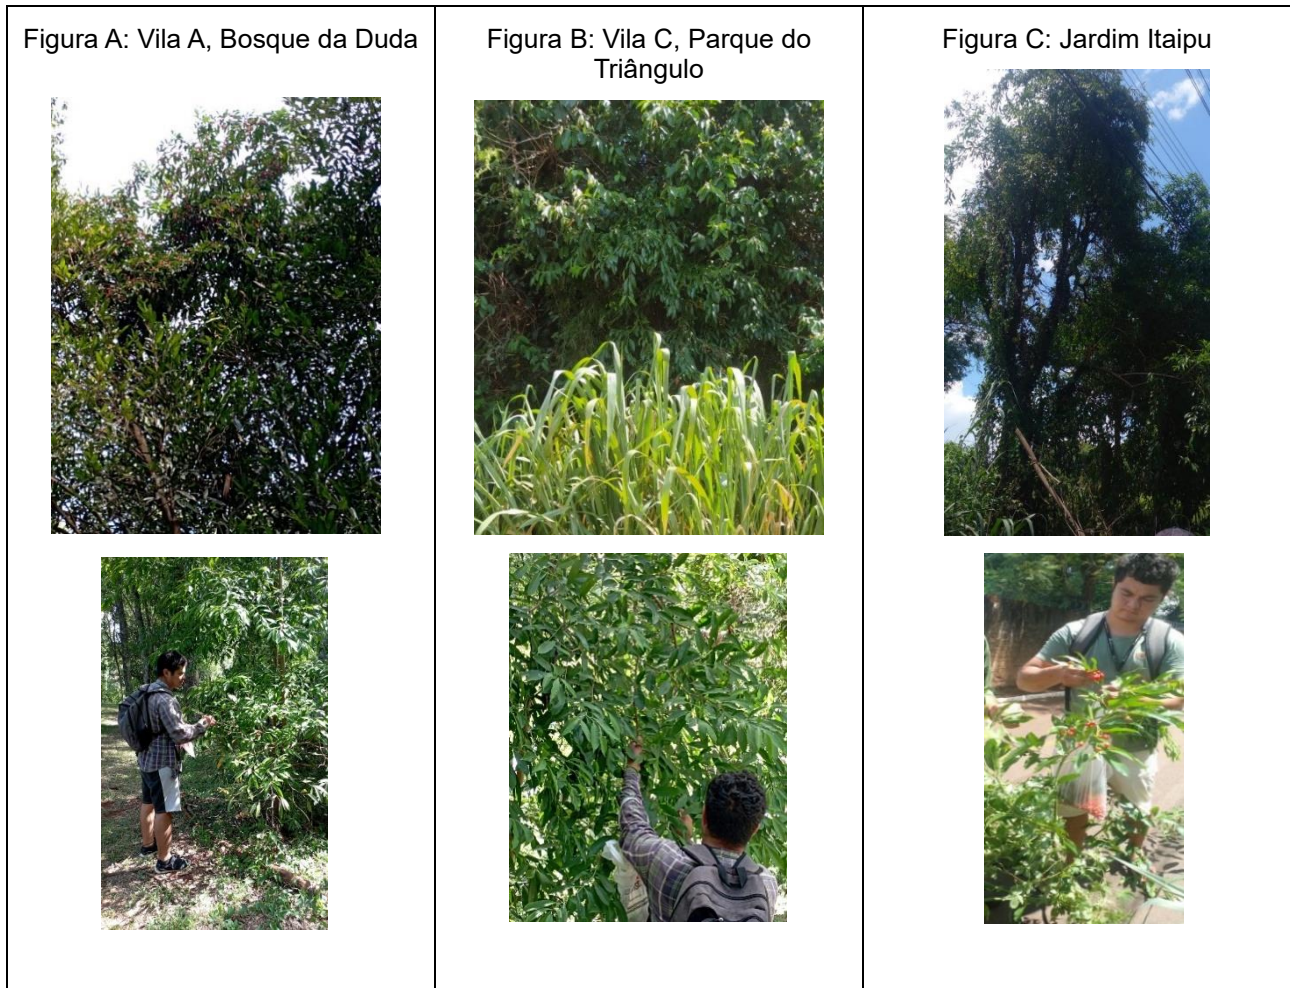 Figura A: Vila A, Bosque da Duda
Figura B: Vila C, Parque do
Triângulo
Figura C: Jardim Itaipu